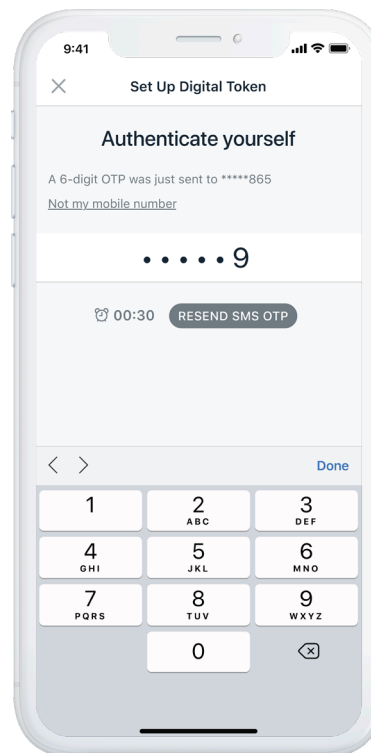 9:41
Set Up Digital Token
Authenticate yourself
A 6-digit OTP was just sent to *****865
Not my mobile number
• • • • • 9
00:30 RESEND SMS OTP
Done
1 2 3
ABC DEF
4 5 6
GHI JKL MNO
7 8 9
PQRS TUV WXYZ
0